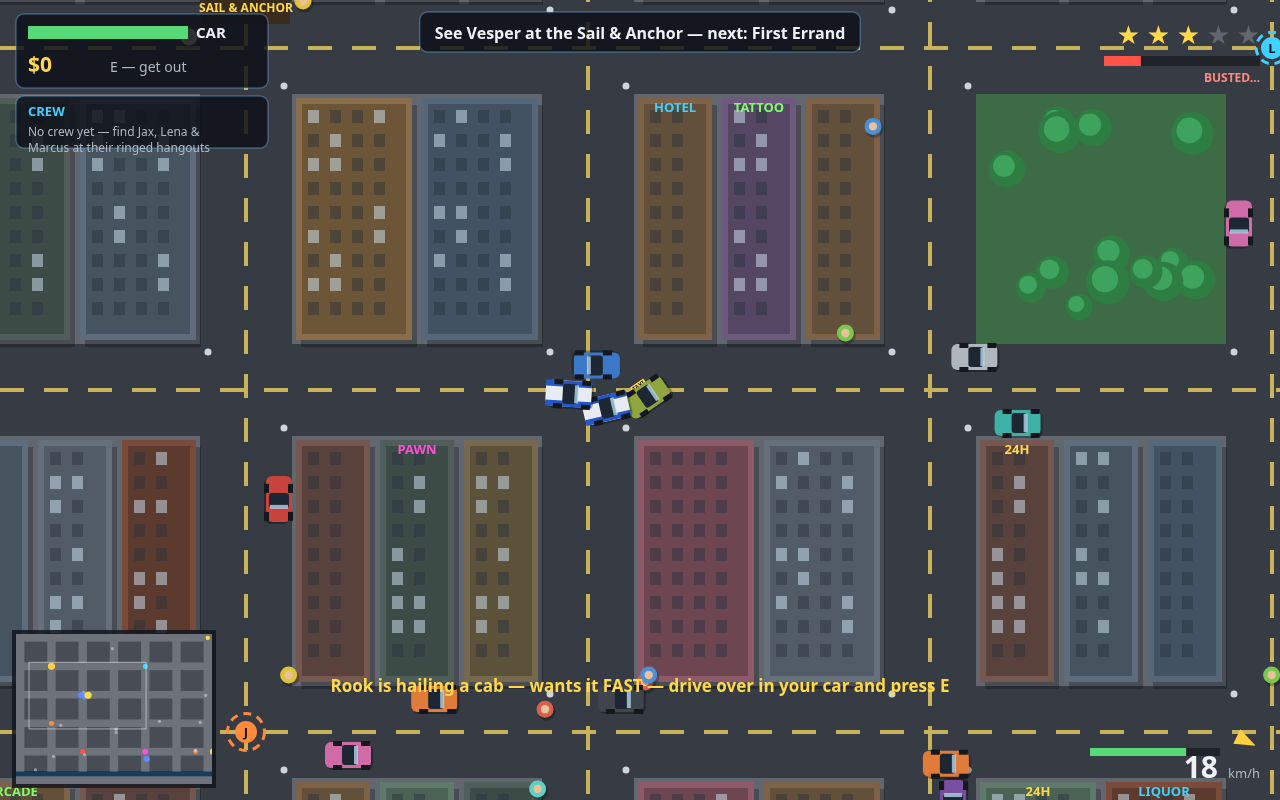 SAIL & ANCHOR
CAR
$0
E — get out
CREW
No crew yet — find Jax, Lena &
Marcus at their ringed hangouts
See Vesper at the Sail & Anchor — next: First Errand
L
BUSTED...
HOTEL
TATTOO
TAXI
PAWN
24H
Rook is hailing a cab — wants it FAST — drive over in your car and press E
J
18 km/h
RCADE
24H
LIQUOR